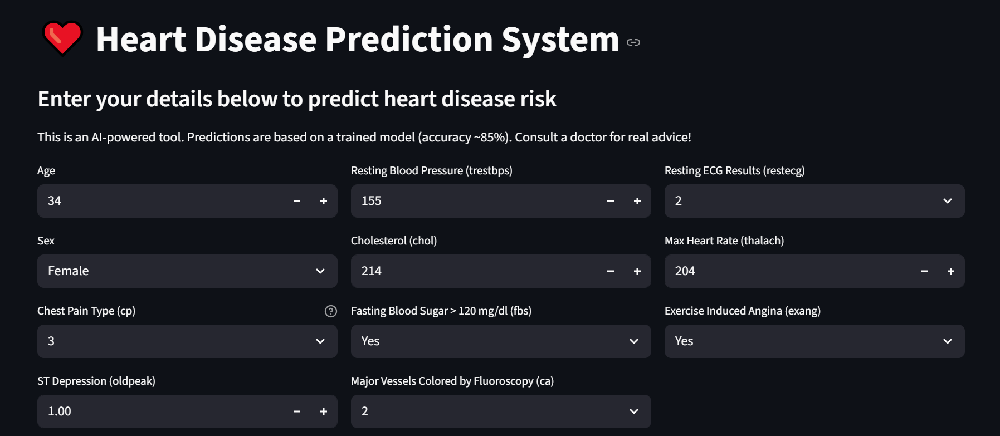 Heart Disease Prediction System
Enter your details below to predict heart disease risk
This is an AI-powered tool. Predictions are based on a trained model (accuracy ~85%). Consult a doctor for real advice!
Age
34
Resting Blood Pressure (trestbps)
155
Resting ECG Results (restecg)
2
Sex
Female
Cholesterol (chol)
214
Max Heart Rate (thalach)
204
Chest Pain Type (cp)
3
Fasting Blood Sugar > 120 mg/dl (fbs)
Yes
Exercise Induced Angina (exang)
Yes
ST Depression (oldpeak)
1.00
Major Vessels Colored by Fluoroscopy (ca)
2